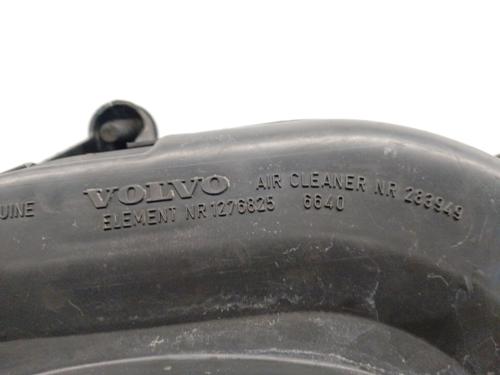 UINE VOLVO AIR CLEANER NR 283949
ELEMENT NR 1276825 6640